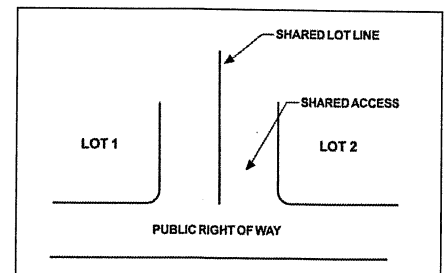 SHARED LOT LINE
SHARED ACCESS
LOT 1
LOT 2
PUBLIC RIGHT OF WAY